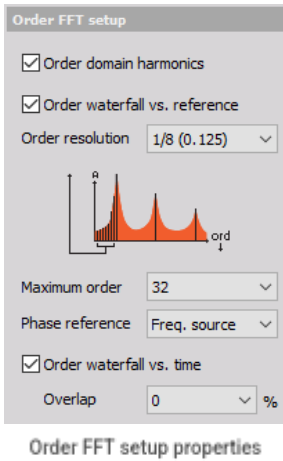 Order FFT setup
Order domain harmonics
Order waterfall vs. reference
Order resolution 1/8 (0.125)
A
ord
Maximum order 32
Phase reference Freq. source
Order waterfall vs. time
Overlap 0 %
Order FFT setup properties